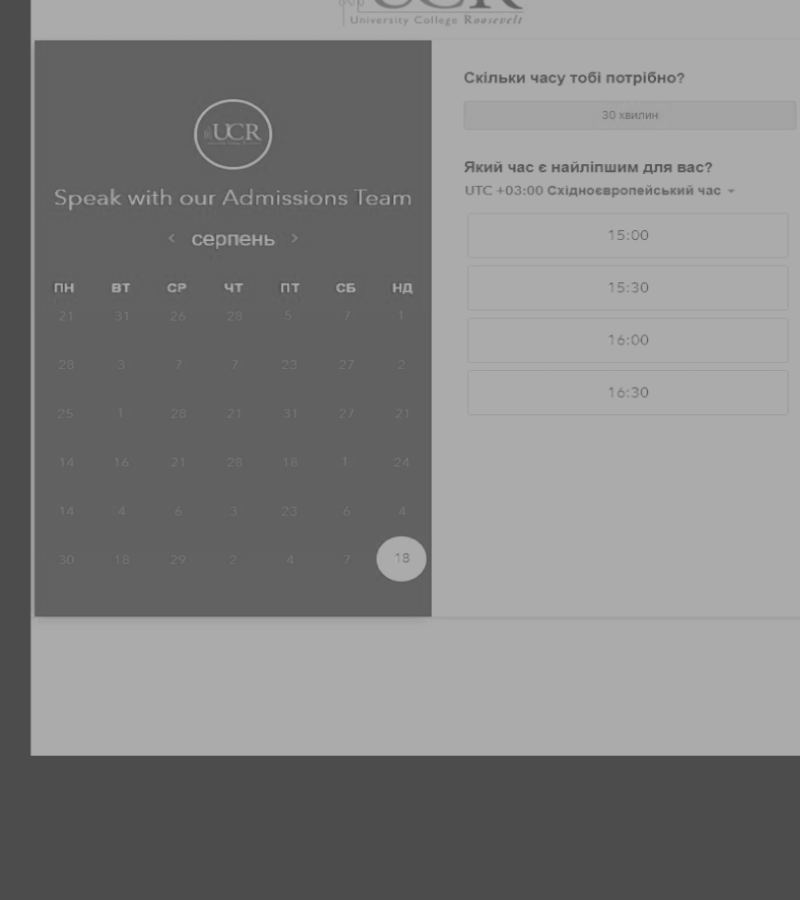 UCR
University College Roosevelt
UCR
Speak with our Admissions Team
< серпень >
ПН ВТ СР ЧТ ПТ СБ НД
21 31 26 28 5 7 1
28 3 7 7 23 27 2
25 1 28 21 31 27 21
14 16 21 28 18 1 24
14 4 6 3 23 6 4
30 18 29 2 4 7 18
Скільки часу тобі потрібно?
30 хвилин
Який час є найліпшим для вас?
UTC +03:00 Східноєвропейський час
15:00
15:30
16:00
16:30